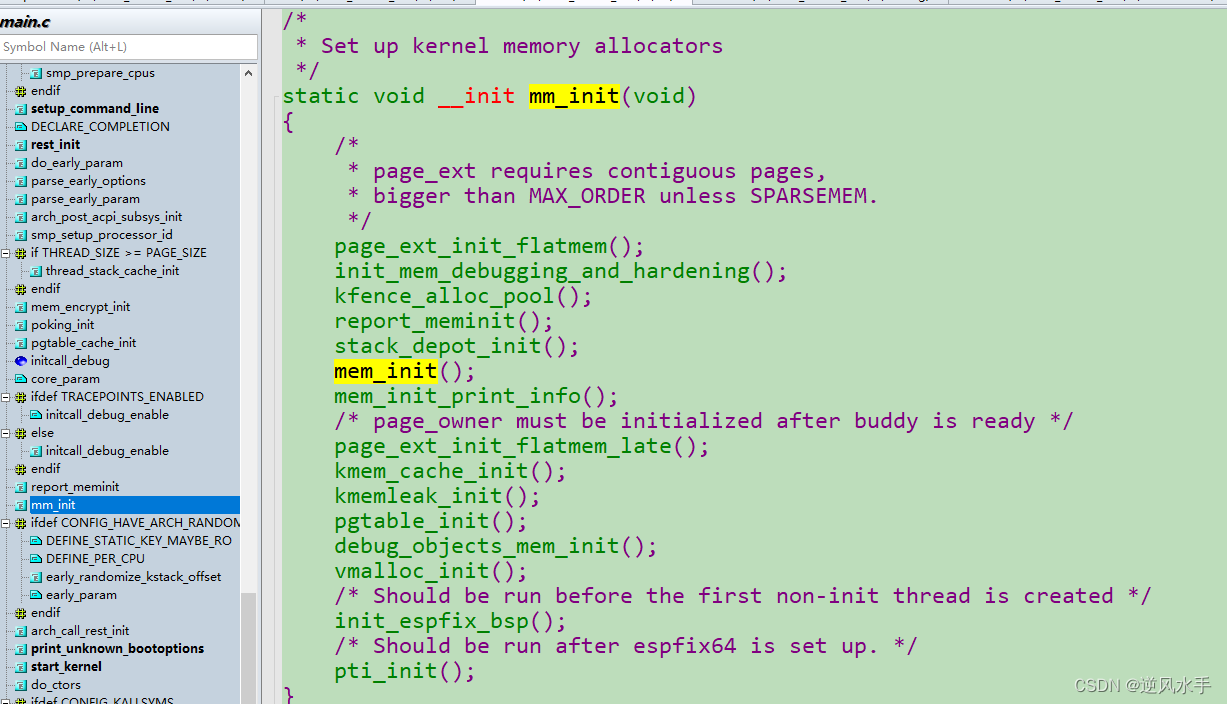 main.c
Symbol Name (Alt+L)
smp_prepare_cpus
endif
setup_command_line
DECLARE_COMPLETION
rest_init
do_early_param
parse_early_options
parse_early_param
arch_post_acpi_subsys_init
smp_setup_processor_id
if THREAD_SIZE >= PAGE_SIZE
thread_stack_cache_init
endif
mem_encrypt_init
poking_init
pgtable_cache_init
initcall_debug
core_param
ifdef TRACEPOINTS_ENABLED
initcall_debug_enable
else
initcall_debug_enable
endif
report_meminit
mm_init
ifdef CONFIG_HAVE_ARCH_RANDOM
DEFINE_STATIC_KEY_MAYBE_RO
DEFINE_PER_CPU
early_randomize_kstack_offset
early_param
endif
arch_call_rest_init
print_unknown_bootoptions
start_kernel
do_ctors
ifdef CONFIG_KALLSYMS
/*
 * Set up kernel memory allocators
 */
static void __init mm_init(void)
{
    /*
     * page_ext requires contiguous pages,
     * bigger than MAX_ORDER unless SPARSEMEM.
     */
    page_ext_init_flatmem();
    init_mem_debugging_and_hardening();
    kfence_alloc_pool();
    report_meminit();
    stack_depot_init();
    mem_init();
    mem_init_print_info();
    /* page_owner must be initialized after buddy is ready */
    page_ext_init_flatmem_late();
    kmem_cache_init();
    kmemleak_init();
    pgtable_init();
    debug_objects_mem_init();
    vmalloc_init();
    /* Should be run before the first non-init thread is created */
    init_espfix_bsp();
    /* Should be run after espfix64 is set up. */
    pti_init();
}
CSDN @逆风水手